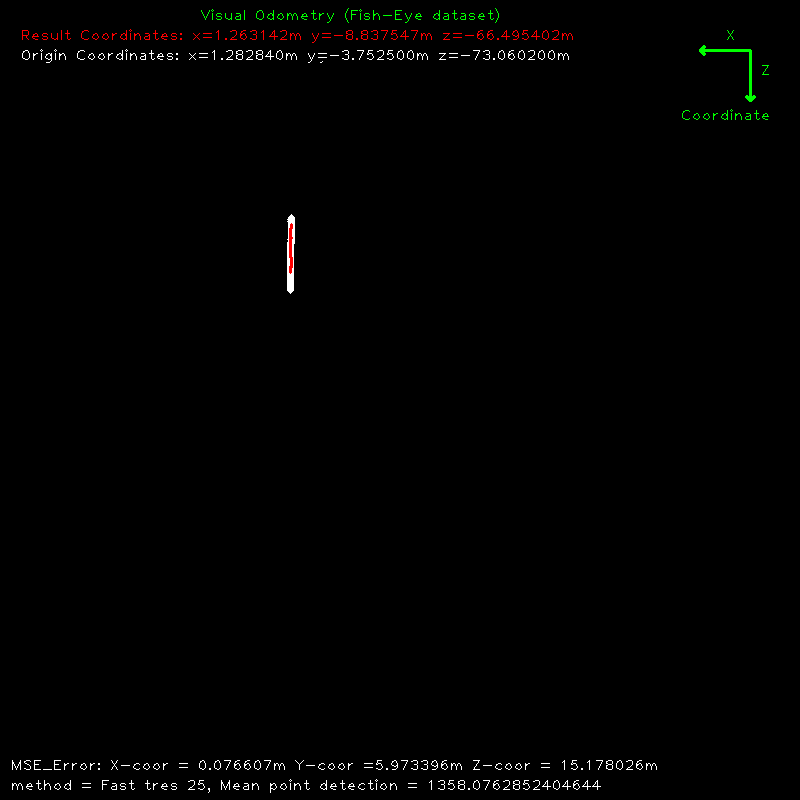 Visual Odometry (Fish-Eye dataset)
Result Coordinates: x=1.263142m y=-8.837547m z=-66.495402m
Origin Coordinates: x=1.282840m y=-3.752500m z=-73.060200m
X
Z
Coordinate
MSE_Error: X-coor = 0.076607m Y-coor =5.973396m Z-coor = 15.178026m
method = Fast tres 25, Mean point detection = 1358.0762852404644